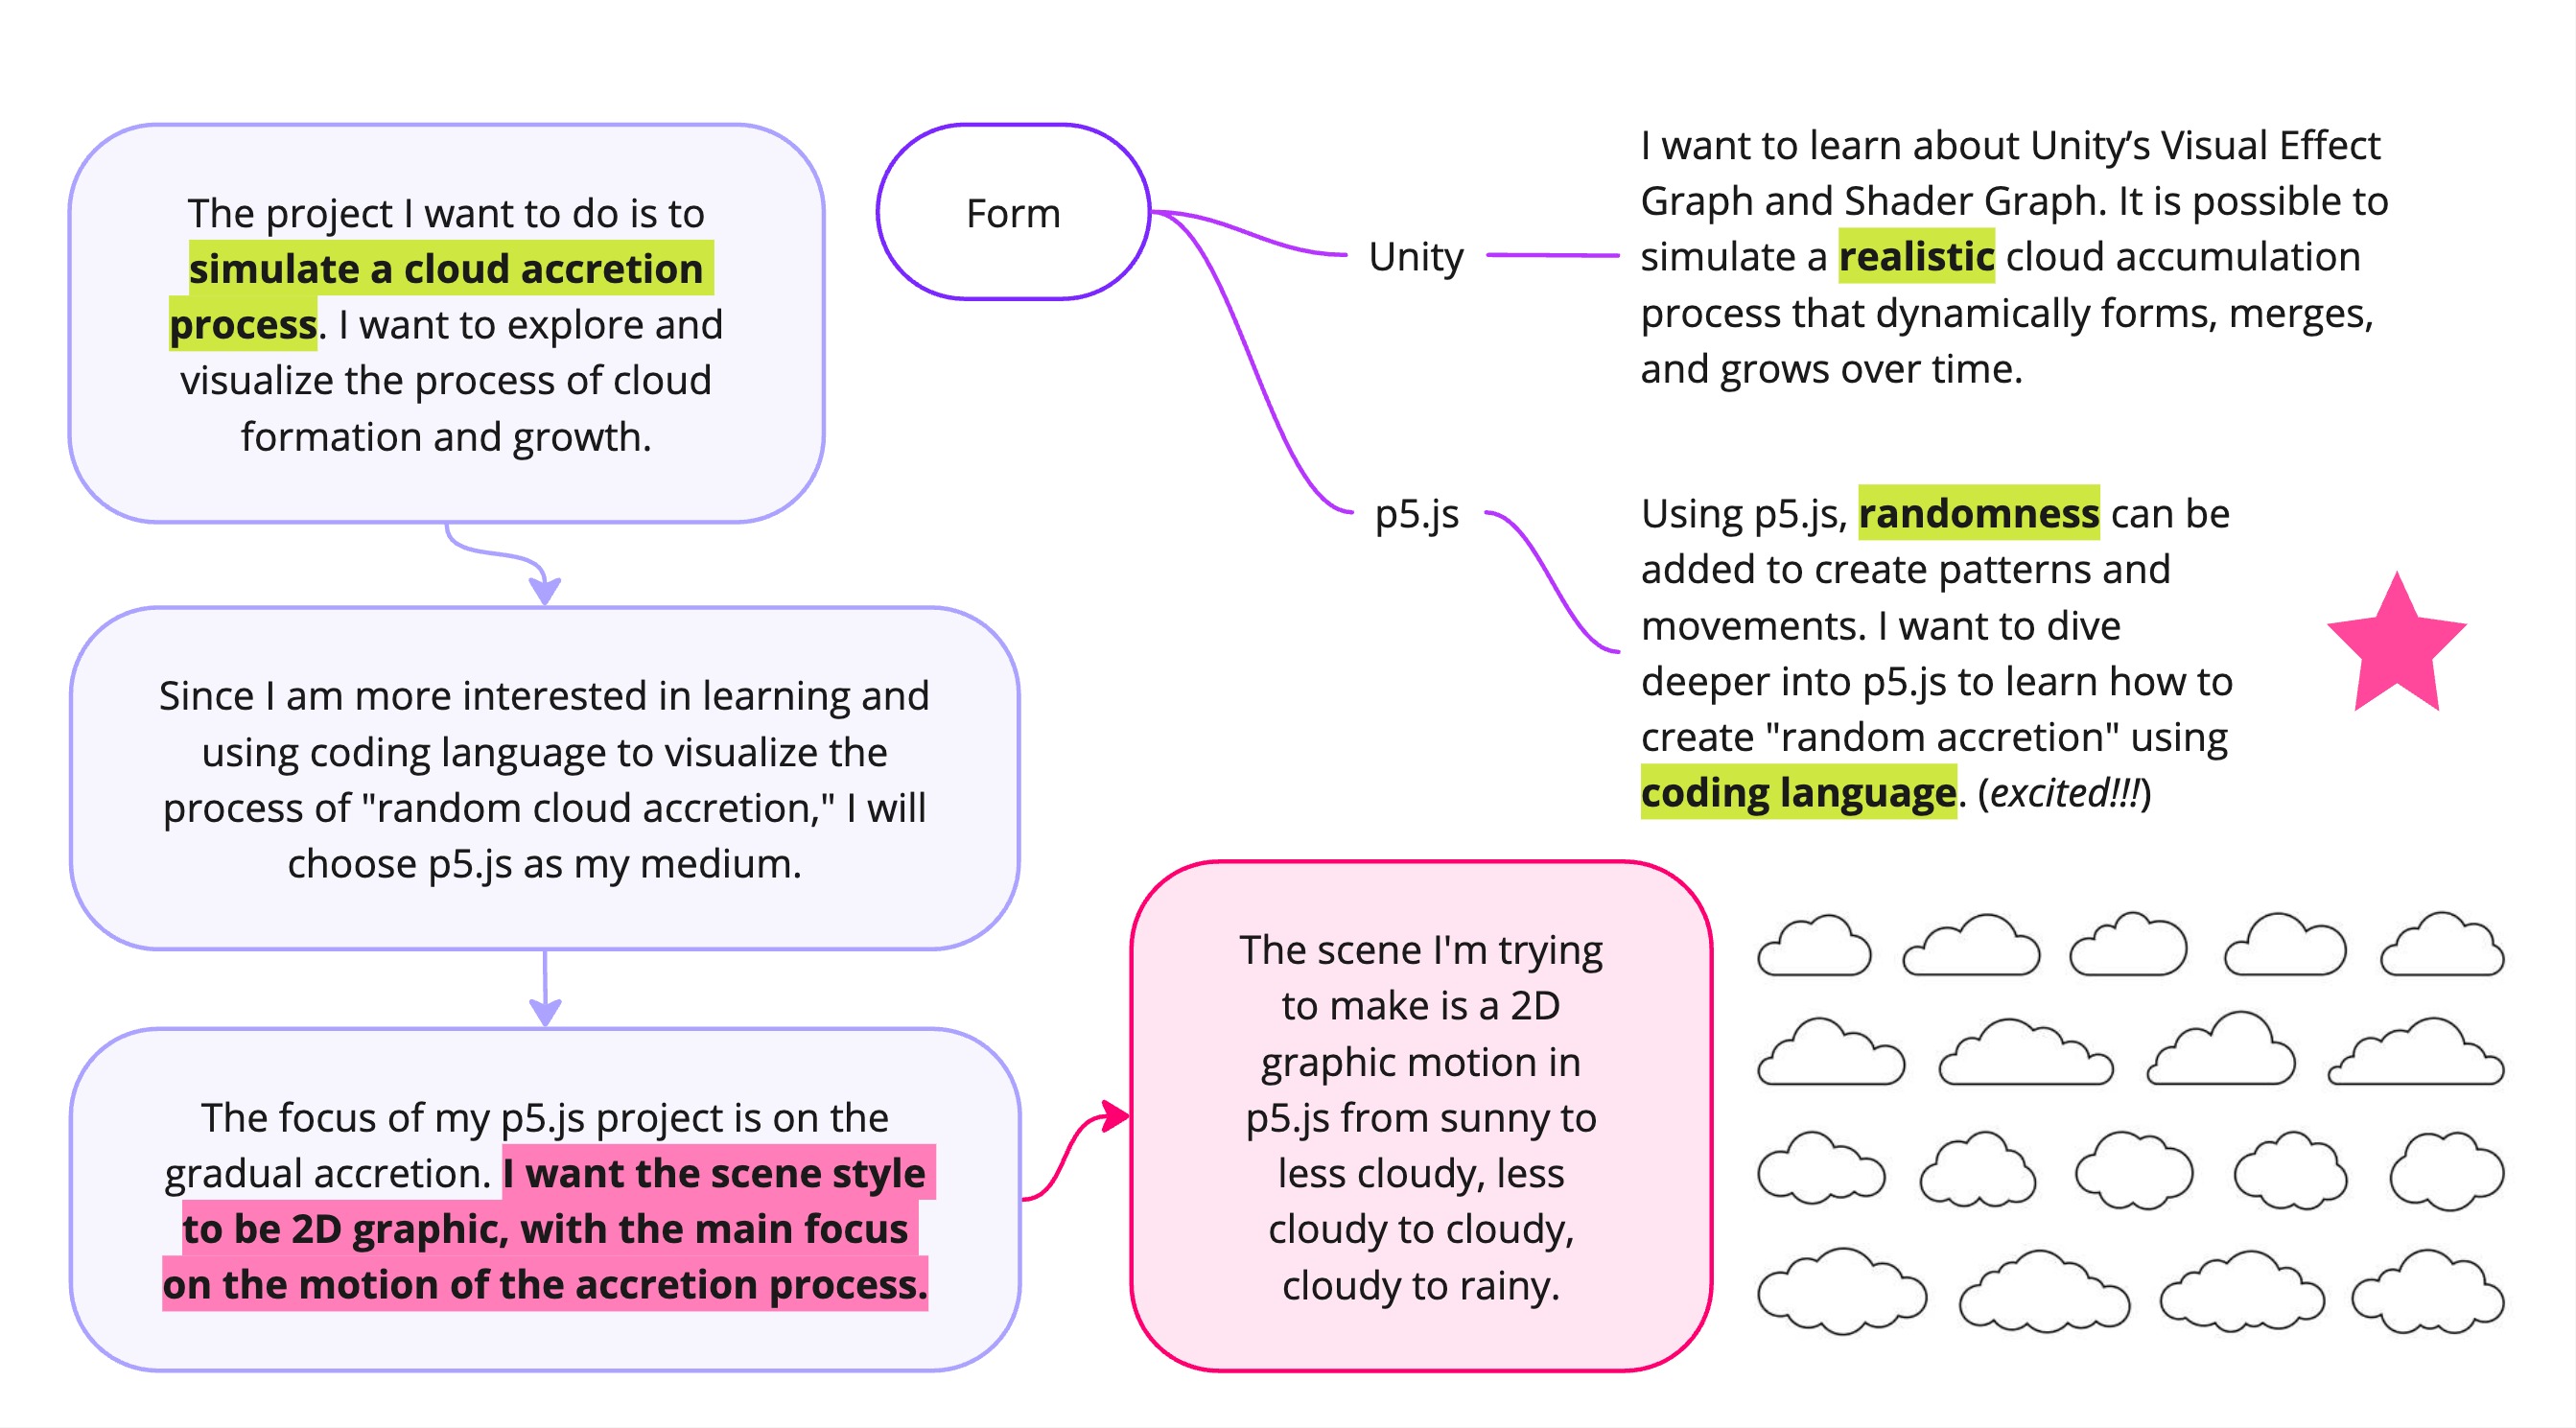 The project I want to do is to
simulate a cloud accretion
process. I want to explore and
visualize the process of cloud
formation and growth.
Since I am more interested in learning and
using coding language to visualize the
process of "random cloud accretion," I will
choose p5.js as my medium.
The focus of my p5.js project is on the
gradual accretion. I want the scene style
to be 2D graphic, with the main focus
on the motion of the accretion process.
Form
Unity
I want to learn about Unity’s Visual Effect
Graph and Shader Graph. It is possible to
simulate a realistic cloud accumulation
process that dynamically forms, merges,
and grows over time.
p5.js
Using p5.js, randomness can be
added to create patterns and
movements. I want to dive
deeper into p5.js to learn how to
create "random accretion" using
coding language. (excited!!!)
The scene I'm trying
to make is a 2D
graphic motion in
p5.js from sunny to
less cloudy, less
cloudy to cloudy,
cloudy to rainy.